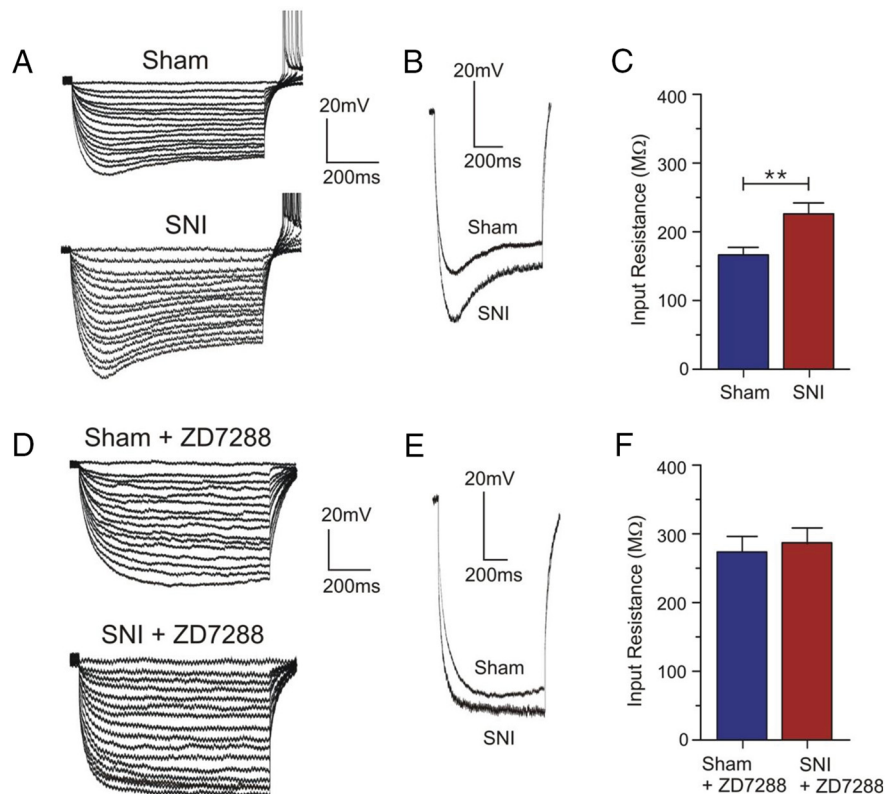 A
Sham
20mV
200ms
SNI
B
20mV
200ms
Sham
SNI
C
Input Resistance (MΩ)
400
300
200
100
0
**
Sham
SNI
D
Sham + ZD7288
20mV
200ms
SNI + ZD7288
E
20mV
200ms
Sham
SNI
F
Input Resistance (MΩ)
400
300
200
100
0
Sham
+ ZD7288
SNI
+ ZD7288